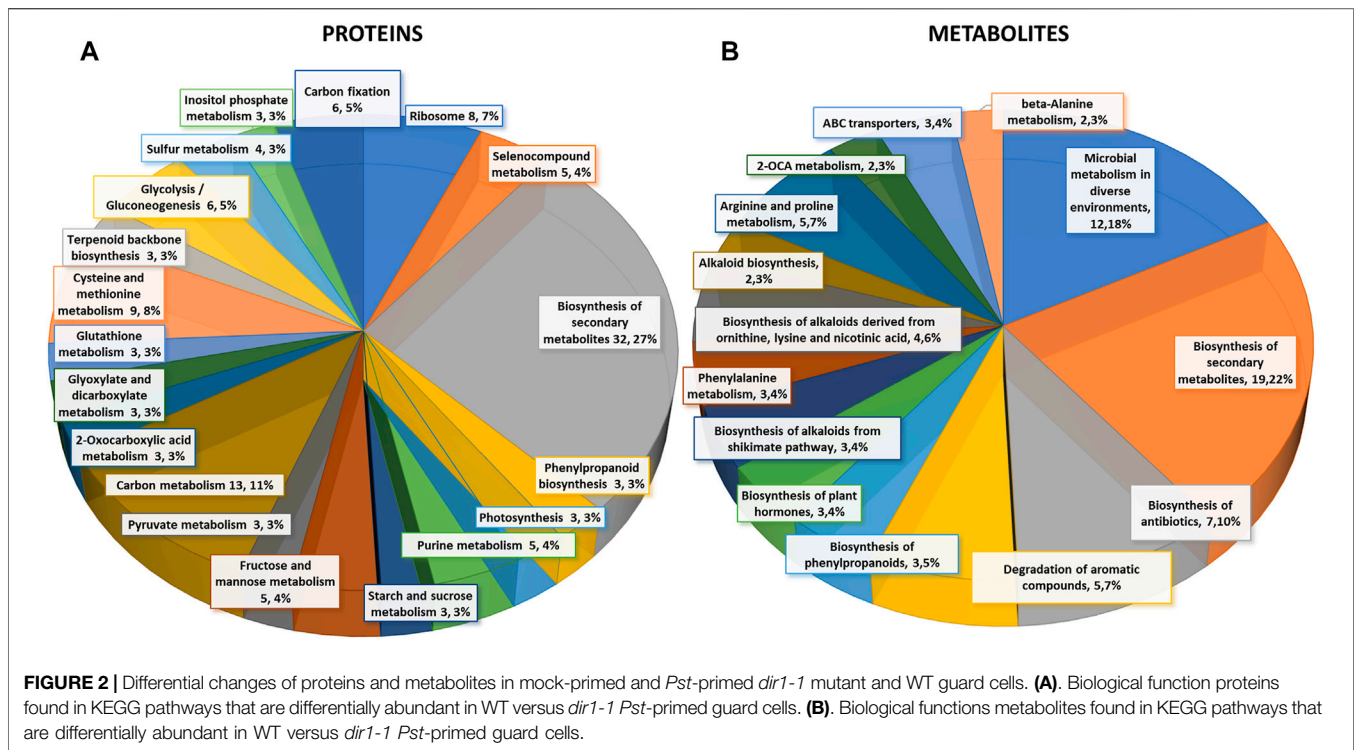 PROTEINS
A
Carbon fixation
6, 5%
Ribosome 8, 7%
Selenocompound
metabolism 5, 4%
Biosynthesis of
secondary
metabolites 32, 27%
Phenylpropanoid
biosynthesis 3, 3%
Photosynthesis 3, 3%
Purine metabolism 5, 4%
Starch and sucrose
metabolism 3, 3%
Fructose and
mannose metabolism
5, 4%
Pyruvate metabolism 3, 3%
Carbon metabolism 13, 11%
2-Oxocarboxylic acid
metabolism 3, 3%
Glyoxylate and
dicarboxylate
metabolism 3, 3%
Glutathione
metabolism 3, 3%
Cysteine and
methionine
metabolism 9, 8%
Terpenoid backbone
biosynthesis 3, 3%
Glycolysis /
Gluconeogenesis 6, 5%
Sulfur metabolism 4, 3%
Inositol phosphate
metabolism 3, 3%
METABOLITES
B
beta-Alanine
metabolism, 2,3%
Microbial
metabolism in
diverse
environments,
12,18%
Biosynthesis of
secondary
metabolites, 19,22%
Biosynthesis of
antibiotics, 7,10%
Degradation of aromatic
compounds, 5,7%
Biosynthesis of
phenylpropanoids, 3,5%
Biosynthesis of plant
hormones, 3,4%
Biosynthesis of alkaloids from
shikimate pathway, 3,4%
Phenylalanine
metabolism, 3,4%
Biosynthesis of alkaloids derived from
ornithine, lysine and nicotinic acid, 4,6%
Alkaloid biosynthesis,
2,3%
Arginine and proline
metabolism, 5,7%
2-OCA metabolism, 2,3%
ABC transporters, 3,4%
FIGURE 2 | Differential changes of proteins and metabolites in mock-primed and Pst-primed dir1-1 mutant and WT guard cells. (A). Biological function proteins
found in KEGG pathways that are differentially abundant in WT versus dir1-1 Pst-primed guard cells. (B). Biological functions metabolites found in KEGG pathways that
are differentially abundant in WT versus dir1-1 Pst-primed guard cells.